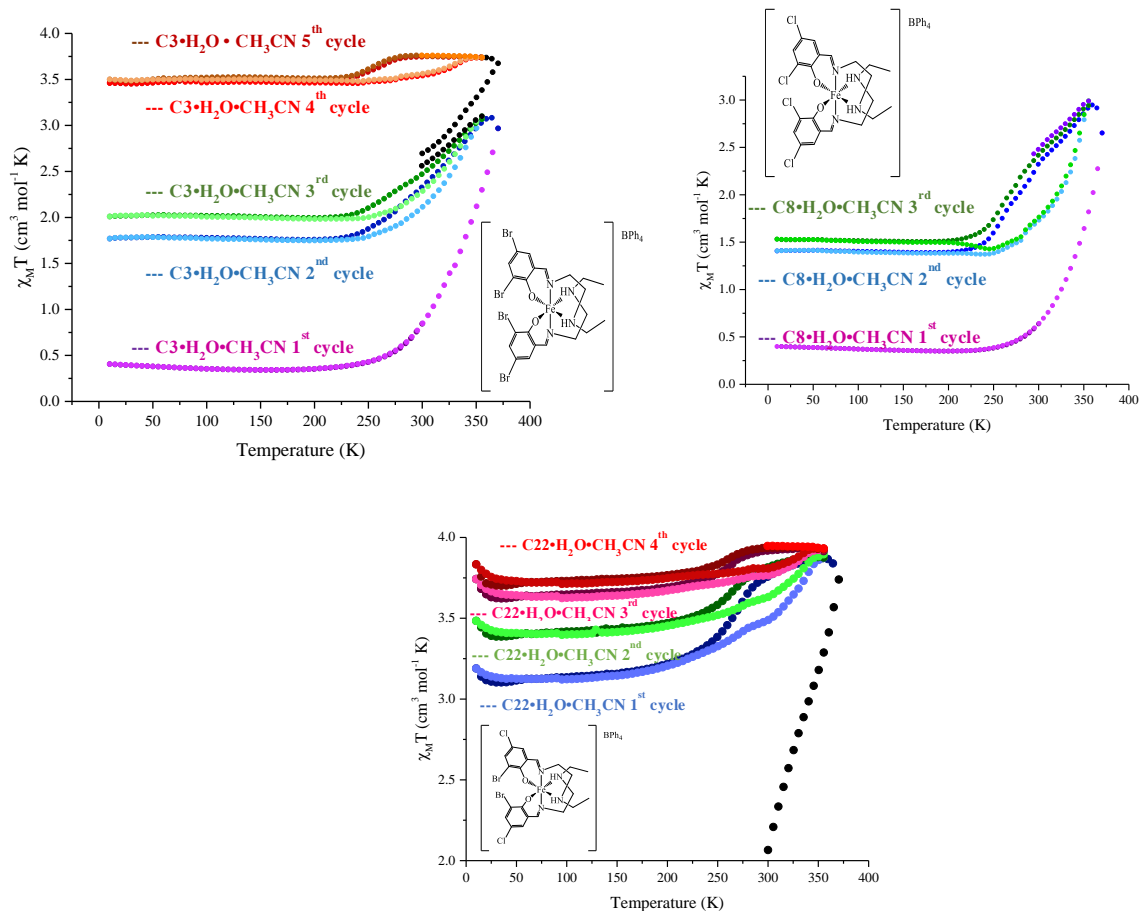 4.0
3.5
3.0
2.5
2.0
1.5
1.0
0.5
0.0
χMT (cm³ mol⁻¹ K)
0
50
100
150
200
250
300
350
400
Temperature (K)
--- C3•H₂O • CH₃CN 5ᵗʰ cycle
--- C3•H₂O•CH₃CN 4ᵗʰ cycle
--- C3•H₂O•CH₃CN 3ʳᵈ cycle
--- C3•H₂O•CH₃CN 2ⁿᵈ cycle
--- C3•H₂O•CH₃CN 1ˢᵗ cycle
Br
BPh₄
N
O
HN
Br
Fe
Br
O
HN
N
Br
Cl
BPh₄
N
O
HN
Cl
Fe
Cl
O
HN
N
Cl
3.0
2.5
2.0
1.5
1.0
0.5
0.0
χMT (cm³ mol⁻¹ K)
0
50
100
150
200
250
300
350
400
Temperature (K)
--- C8•H₂O•CH₃CN 3ʳᵈ cycle
--- C8•H₂O•CH₃CN 2ⁿᵈ cycle
--- C8•H₂O•CH₃CN 1ˢᵗ cycle
4.0
3.5
3.0
2.5
2.0
χMT (cm³ mol⁻¹ K)
0
50
100
150
200
250
300
350
400
Temperature (K)
--- C22•H₂O•CH₃CN 4ᵗʰ cycle
--- C22•H₂O•CH₃CN 3ʳᵈ cycle
--- C22•H₂O•CH₃CN 2ⁿᵈ cycle
--- C22•H₂O•CH₃CN 1ˢᵗ cycle
Cl
BPh₄
N
Br
O
HN
Fe
Br
O
HN
N
Cl